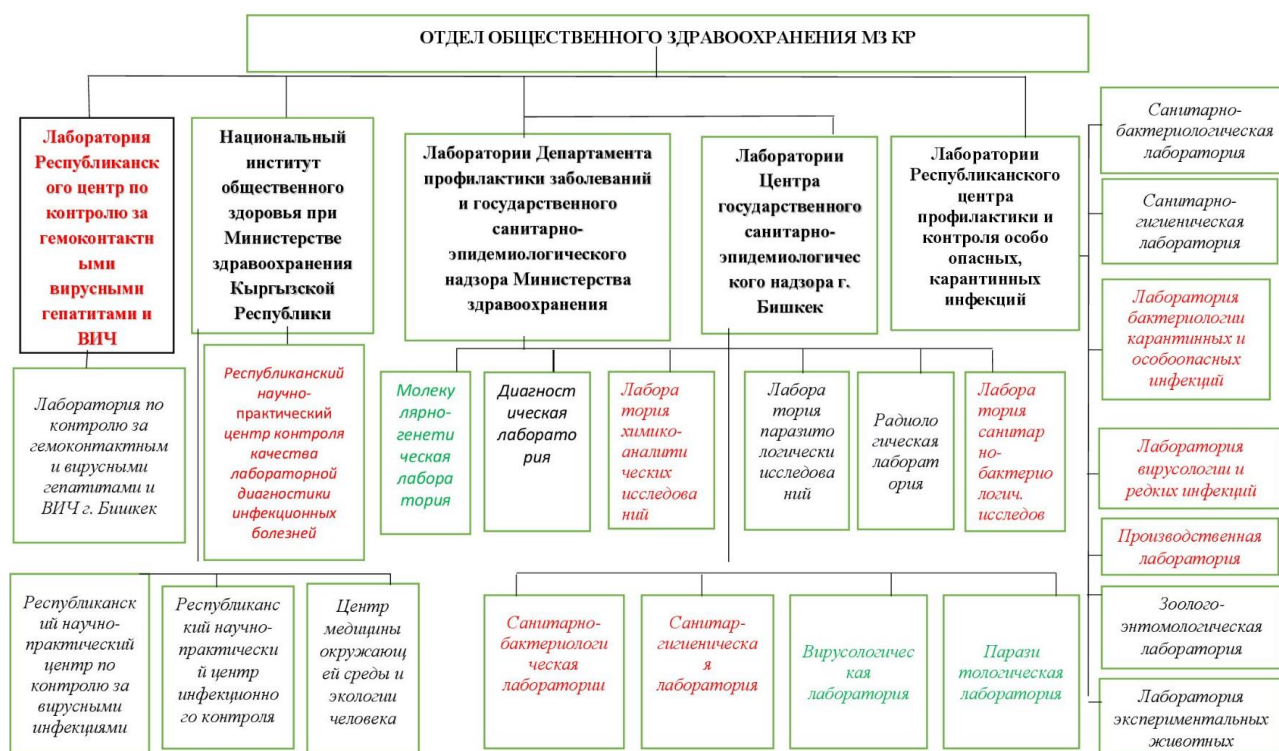 ОТДЕЛ ОБЩЕСТВЕННОГО ЗДРАВООХРАНЕНИЯ МЗ КР
Лаборатория
Республиканск
ого центр по
контролю за
гемоконтактн
ыми
вирусными
гепатитами и
ВИЧ
Национальный
институт
общественного
здоровья при
Министерстве
здравоохранения
Кыргызской
Республики
Лаборатории Департамента
профилактики заболеваний
и государственного
санитарно-
эпидемиологического
надзора Министерства
здравоохранения
Лаборатории
Центра
государственного
санитарно-
эпидемиологичес
кого надзора г.
Бишкек
Лаборатории
Республиканского
центра
профилактики и
контроля особо
опасных,
карантинных
инфекций
Санитарно-
бактериологическая
лаборатория
Санитарно-
гигиеническая
лаборатория
Лаборатория
бактериологии
карантинных и
особоопасных
инфекций
Лаборатория
вирусологии и
редких инфекций
Производственная
лаборатория
Зоолого-
энтомологическая
лаборатория
Лаборатория
экспериментальных
животных
Лаборатория по
контролю за
гемоконтактным
и вирусными
гепатитами и
ВИЧ г. Бишкек
Республиканский
научно-
практический
центр контроля
качества
лабораторной
диагностики
инфекционных
болезней
Молеку
лярно-
генети
ческая
лабора
тория
Диагност
ическая
лаборато
рия
Лабора
тория
химико-
аналити
ческих
исследова
ний
Лабора
тория
паразито
логически
исследов
аний
Радиоло
гическая
лаборат
ория
Лабора
тория
санитар
но-
бактерио
логич.
исследов
Республиканск
ий научно-
практический
центр по
контролю за
вирусными
инфекциями
Республиканс
кий научно-
практически
й центр
инфекционно
го контроля
Центр
медицины
окружающ
ей среды и
экологии
человека
Санитарно-
бактериологи
ческая
лаборатории
Санитар-
гигиеническа
я
лаборатория
Вирусологичес
кая
лаборатория
Парази
тологическая
лаборатория